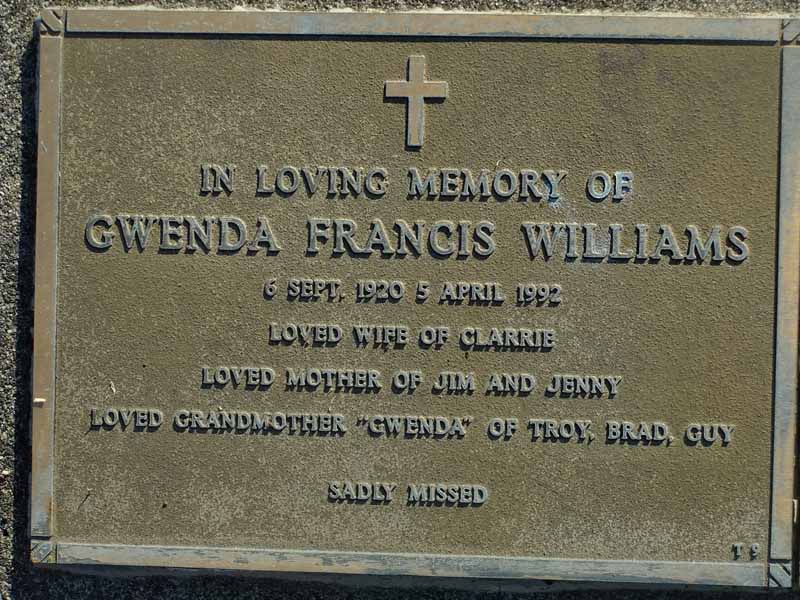 IN LOVING MEMORY OF
GWENDA FRANCIS WILLIAMS
6 SEPT. 1920 5 APRIL 1992
LOVED WIFE OF CLARRIE
LOVED MOTHER OF JIM AND JENNY
LOVED GRANDMOTHER "GWENDA" OF TROY, BRAD, GUY
SADLY MISSED
T 9